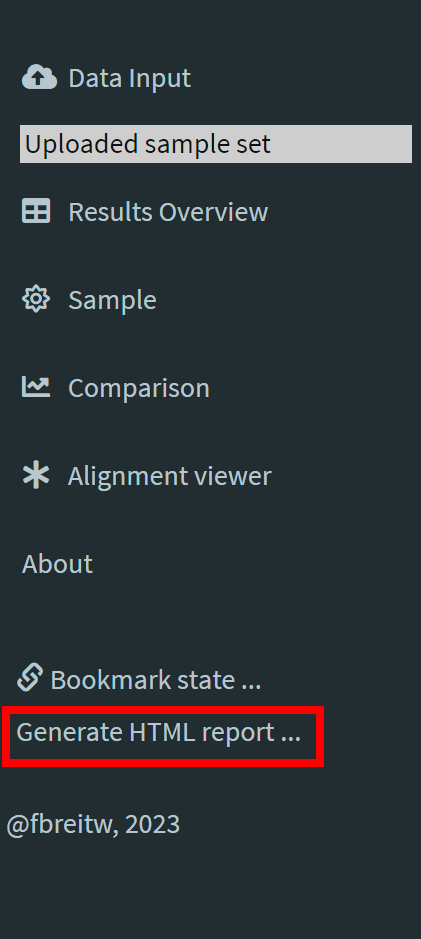 Data Input
Uploaded sample set
Results Overview
Sample
Comparison
Alignment viewer
About
Bookmark state ...
Generate HTML report ...
@fbreitw, 2023